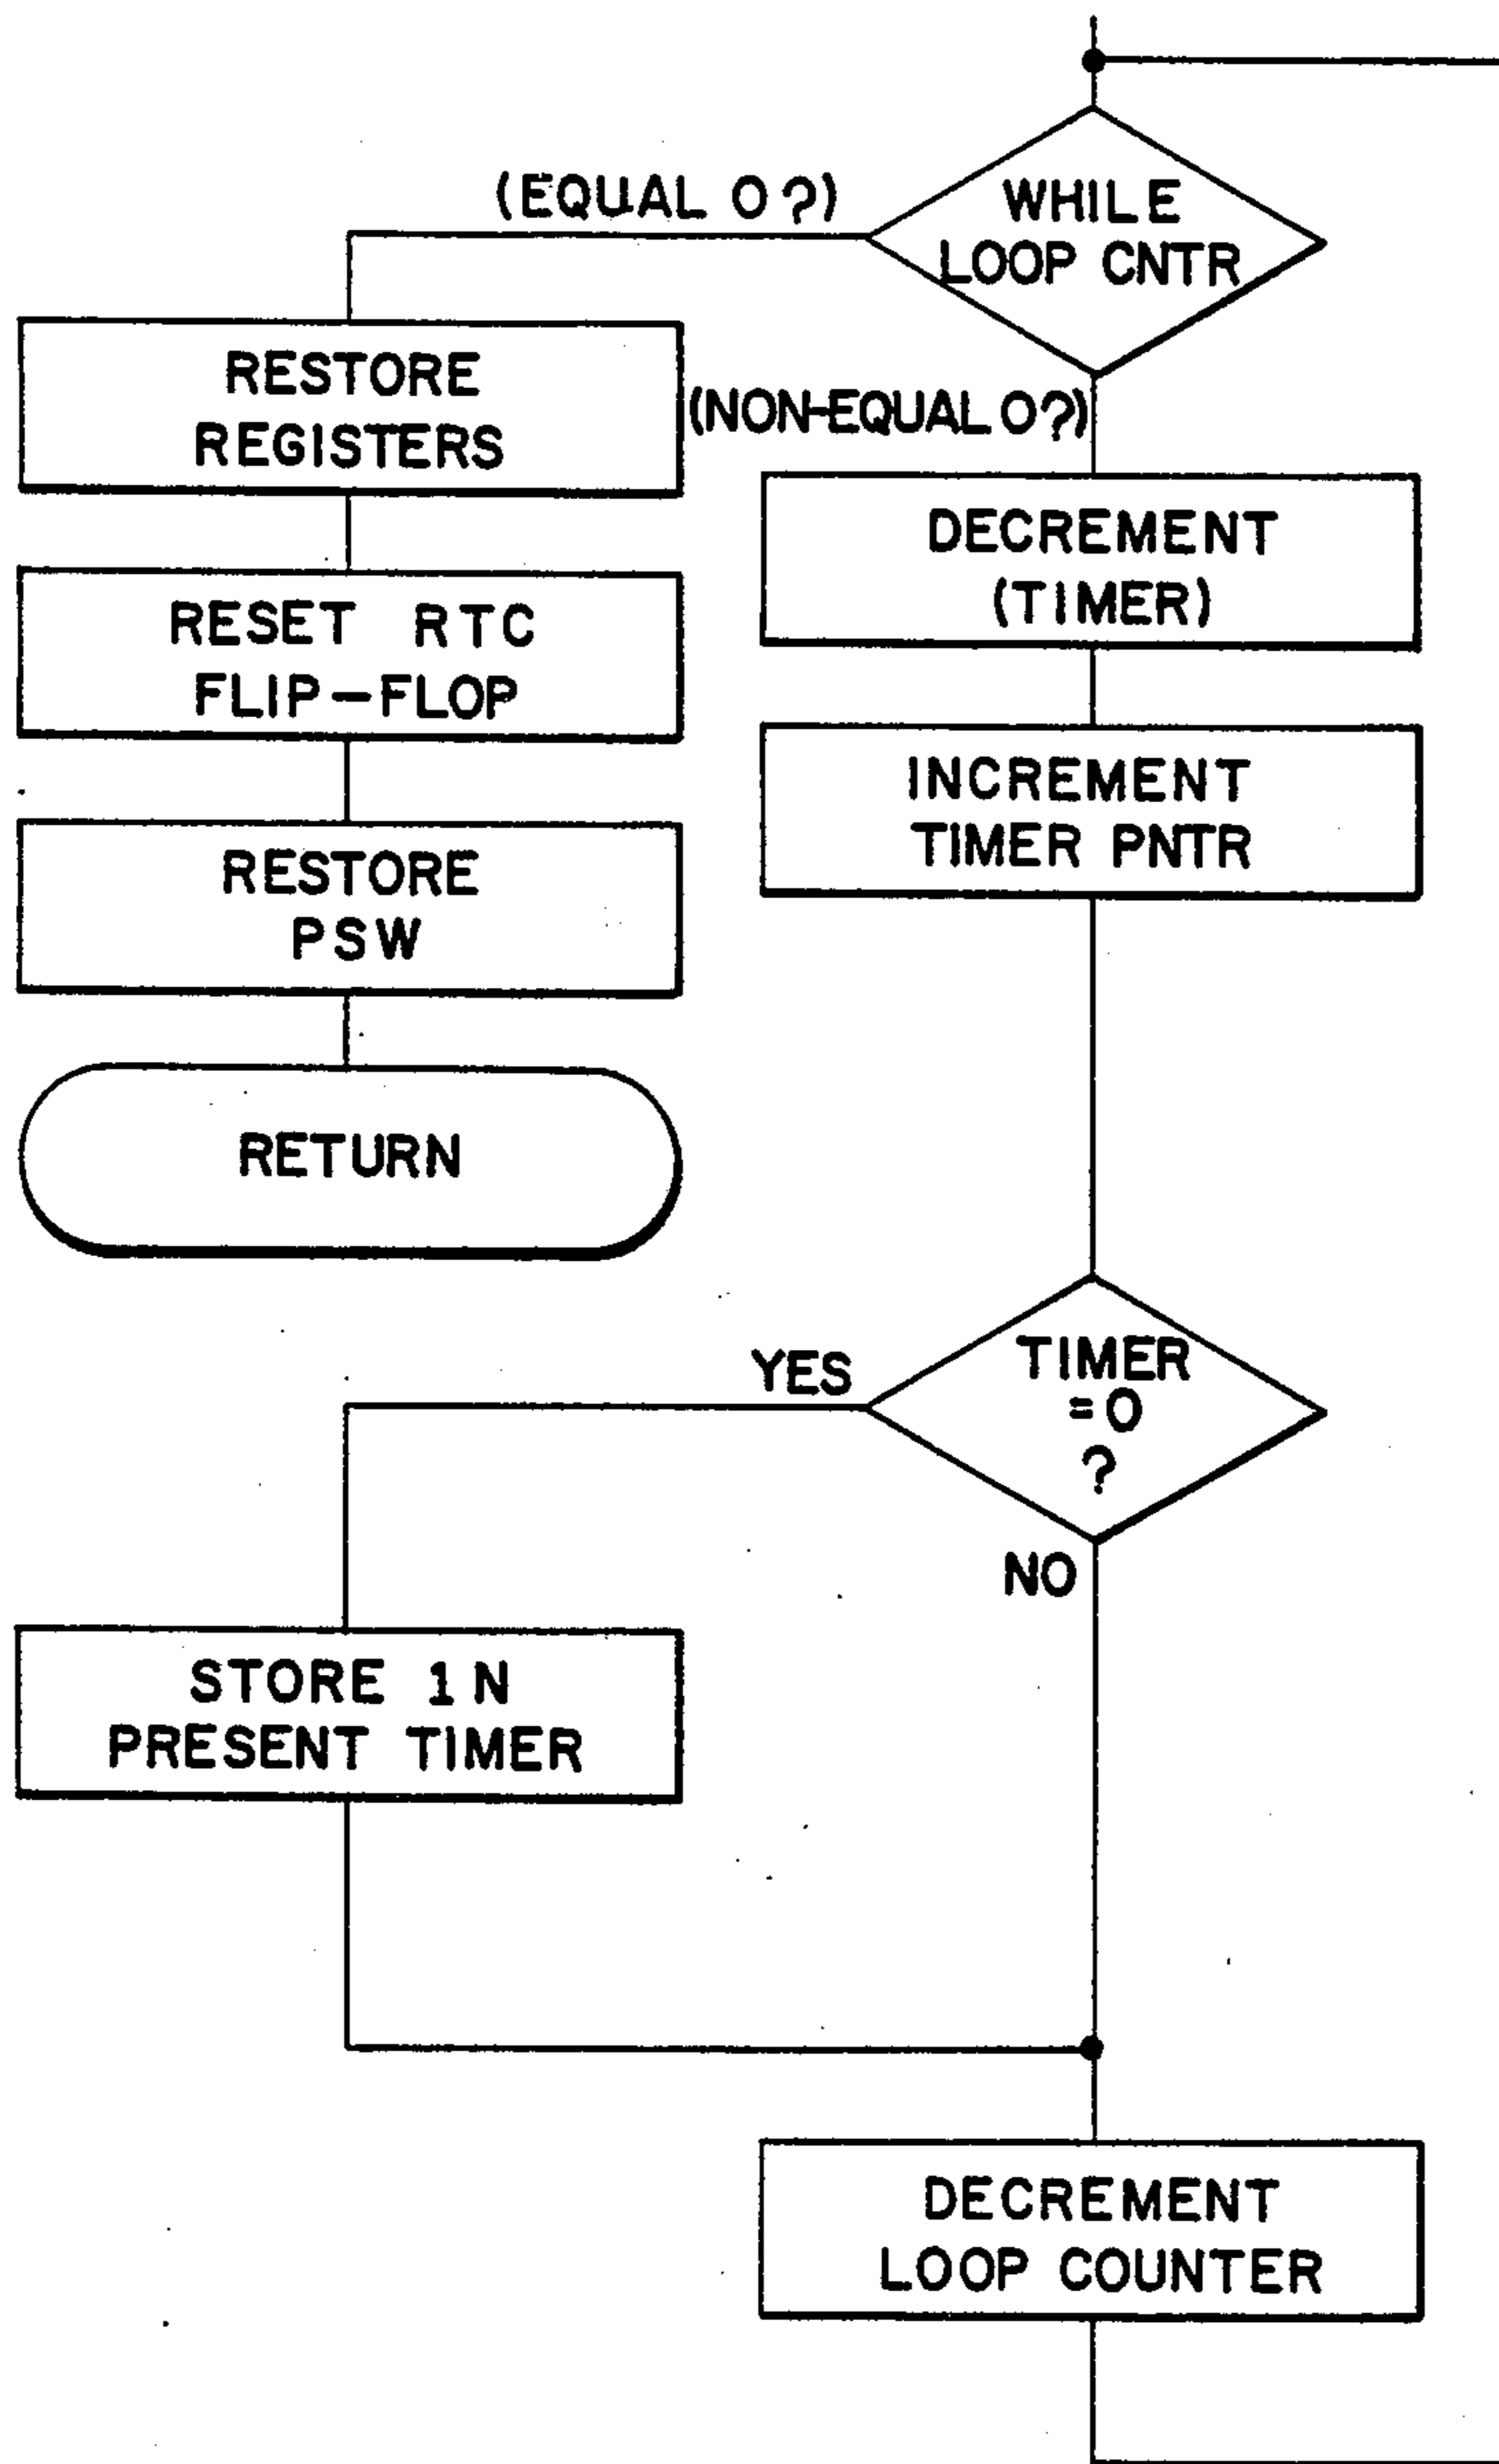 WHILE
LOOP CNTR
(EQUAL 0?)
(NON-EQUAL 0?)
RESTORE
REGISTERS
DECREMENT
(TIMER)
RESET RTC
FLIP-FLOP
INCREMENT
TIMER PNTR
RESTORE
PSW
RETURN
TIMER
=0
?
YES
NO
STORE 1 N
PRESENT TIMER
DECREMENT
LOOP COUNTER